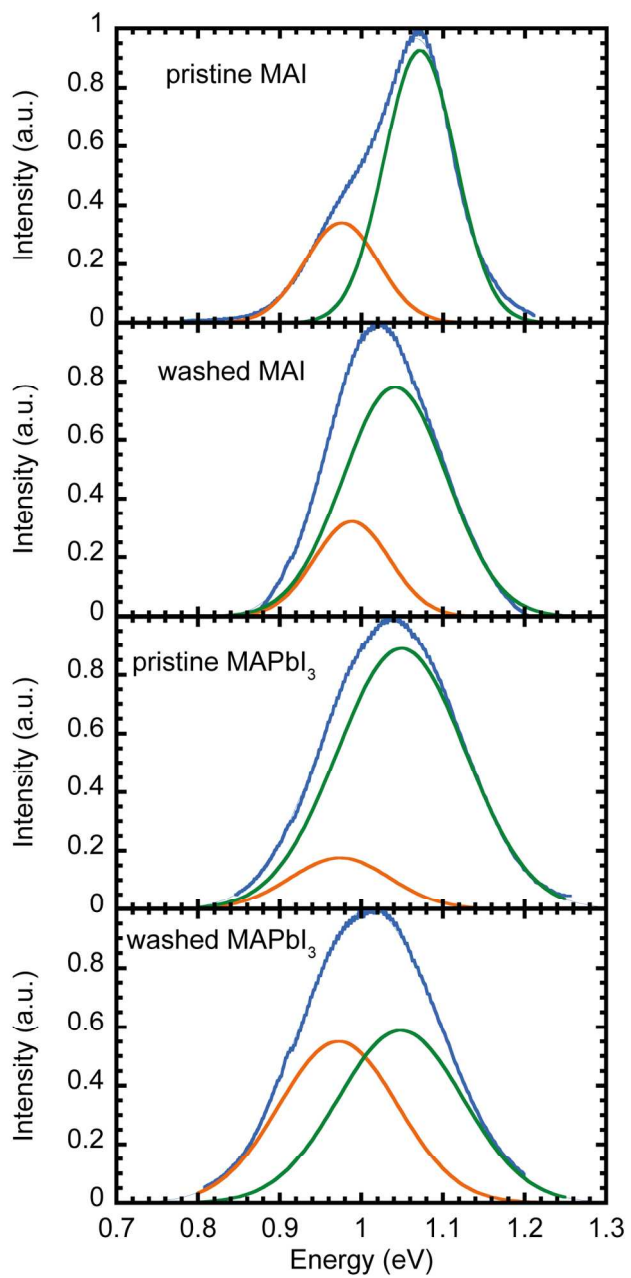 1
pristine MAI
0.8
0.6
0.4
0.2
0
Intensity (a.u.)
washed MAI
0.8
0.6
0.4
0.2
0
Intensity (a.u.)
pristine MAPbI₃
0.8
0.6
0.4
0.2
0
Intensity (a.u.)
washed MAPbI₃
0.8
0.6
0.4
0.2
0
Intensity (a.u.)
0.7 0.8 0.9 1 1.1 1.2 1.3
Energy (eV)